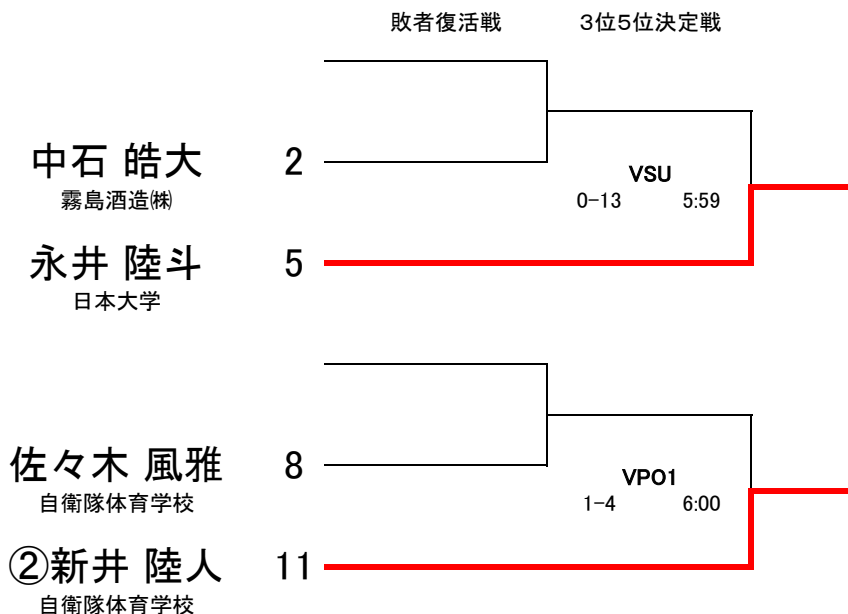 敗者復活戦 3位5位決定戦
中石 皓大 2
霧島酒造㈱
VSU
0-13 5:59
永井 陸斗 5
日本大学
佐々木 風雅 8
自衛隊体育学校
VPO1
1-4 6:00
②新井 陸人 11
自衛隊体育学校